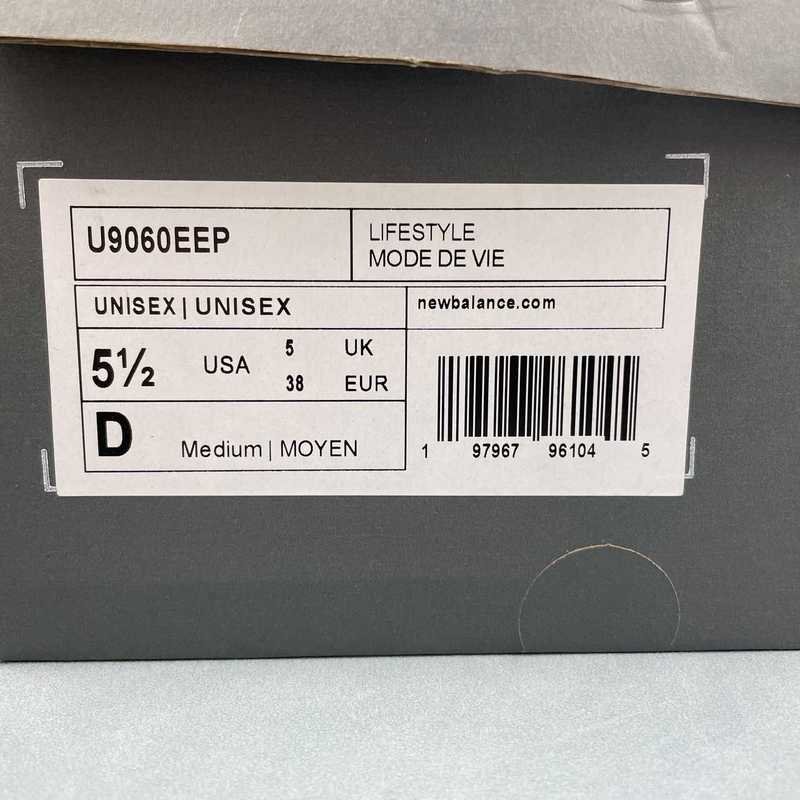 U9060EEP
LIFESTYLE
MODE DE VIE
UNISEX | UNISEX
newbalance.com
5½ USA
5 UK
38 EUR
D Medium | MOYEN
1 97967 96104 5